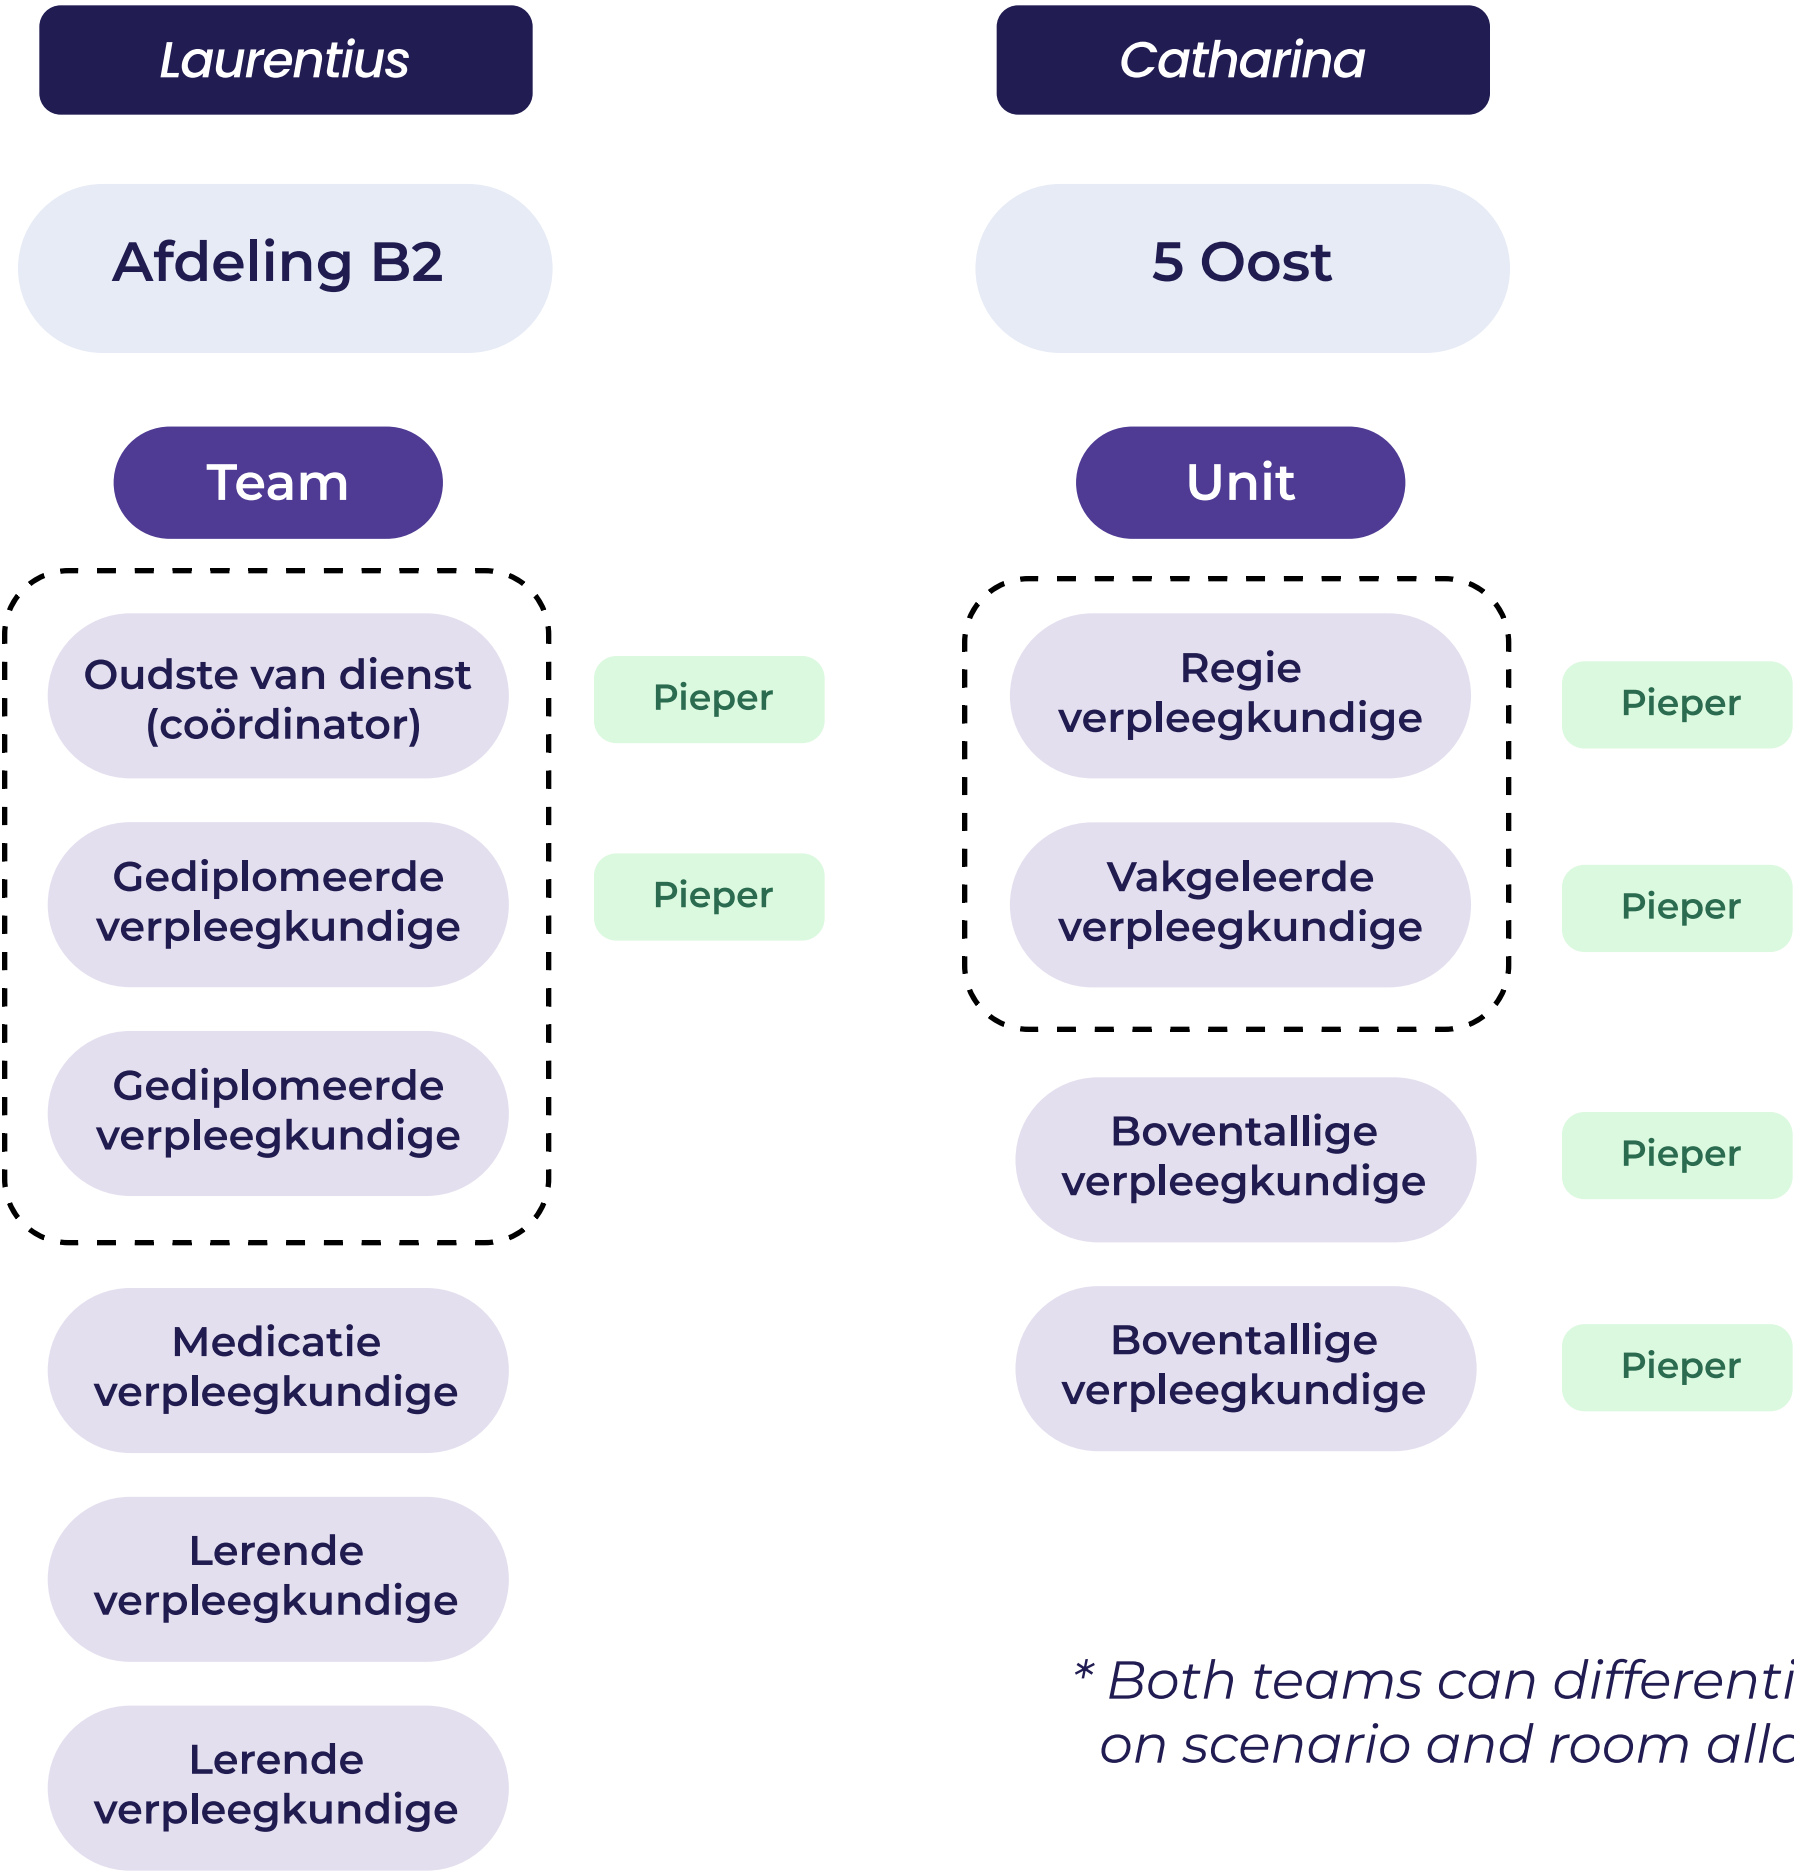 Laurentius
Afdeling B2
Team
Oudste van dienst
(coördinator)
Pieper
Gediplomeerde
verpleegkundige
Pieper
Gediplomeerde
verpleegkundige
Medicatie
verpleegkundige
Lerende
verpleegkundige
Lerende
verpleegkundige
Catharina
5 Oost
Unit
Regie
verpleegkundige
Pieper
Vakgeleerde
verpleegkundige
Pieper
Boventallige
verpleegkundige
Pieper
Boventallige
verpleegkundige
Pieper
* Both teams can differenti
on scenario and room allo